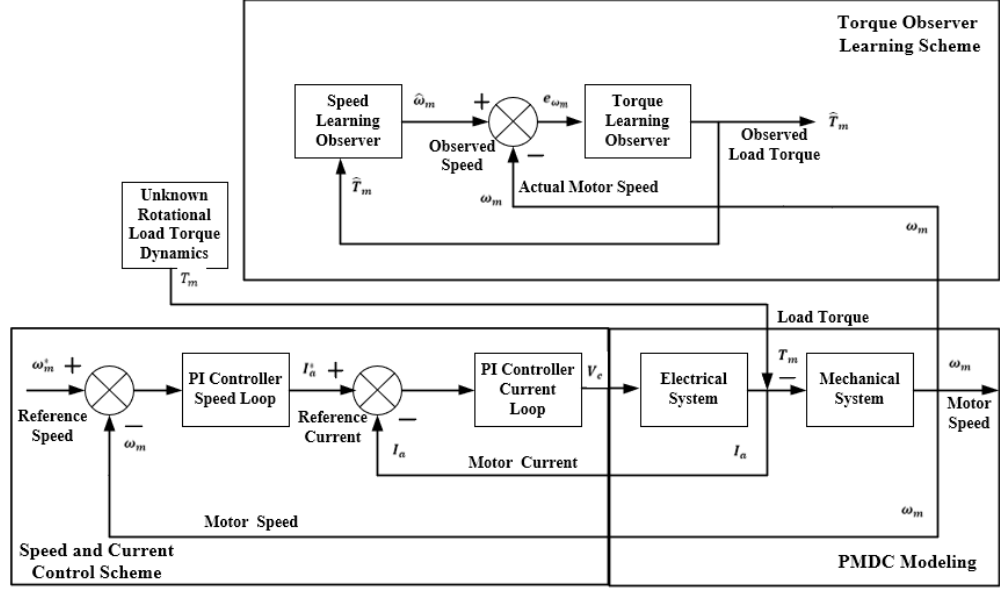 Torque Observer
Learning Scheme
Speed
Learning
Observer
ω̂ₘ
+
Observed
Speed
−
e_ωₘ
Torque
Learning
Observer
T̂ₘ
Observed
Load Torque
T̂ₘ
Actual Motor Speed
ωₘ
ωₘ
Unknown
Rotational
Load Torque
Dynamics
Tₘ
Load Torque
ω*ₘ
+
Reference
Speed
−
ωₘ
PI Controller
Speed Loop
I*ₐ
+
Reference
Current
−
Iₐ
PI Controller
Current
Loop
V_c
Electrical
System
Tₘ
−
Iₐ
Mechanical
System
ωₘ
Motor
Speed
Motor Current
Motor Speed
ωₘ
Speed and Current
Control Scheme
PMDC Modeling